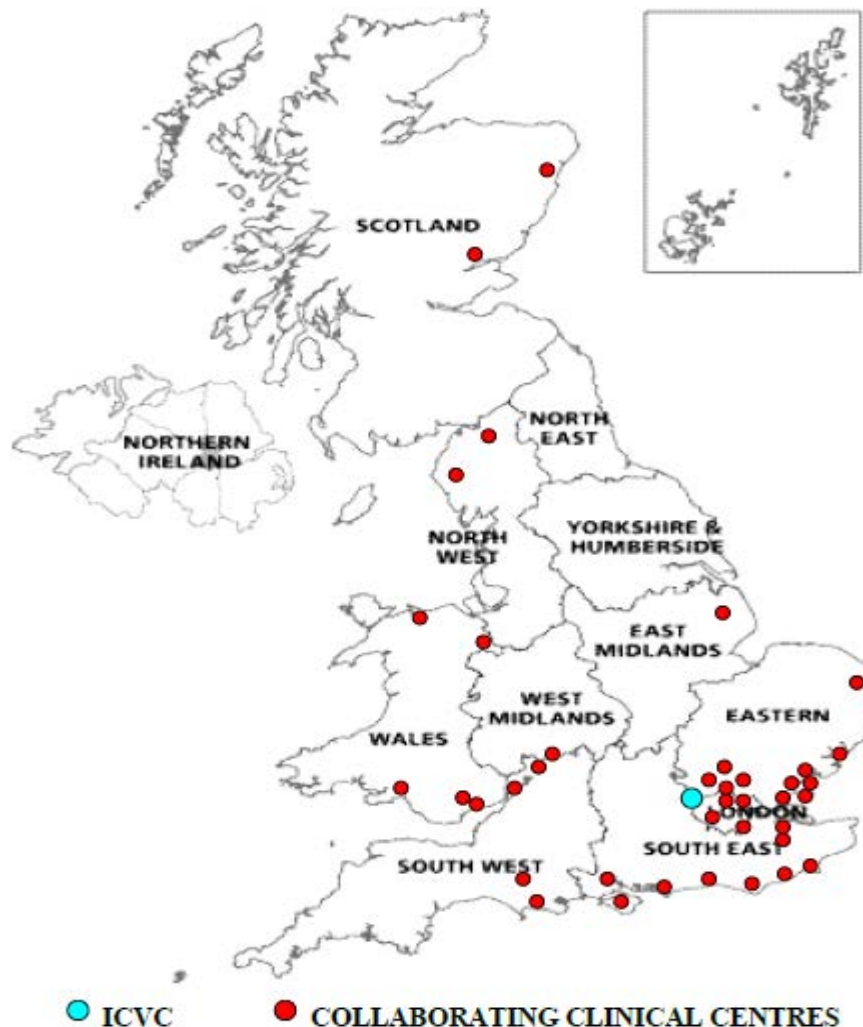 SCOTLAND
NORTHERN
IRELAND
NORTH
EAST
NORTH
WEST
YORKSHIRE &
HUMBERSIDE
EAST
MIDLANDS
WEST
MIDLANDS
EASTERN
WALES
LONDON
SOUTH EAST
SOUTH WEST
ICVC COLLABORATING CLINICAL CENTRES